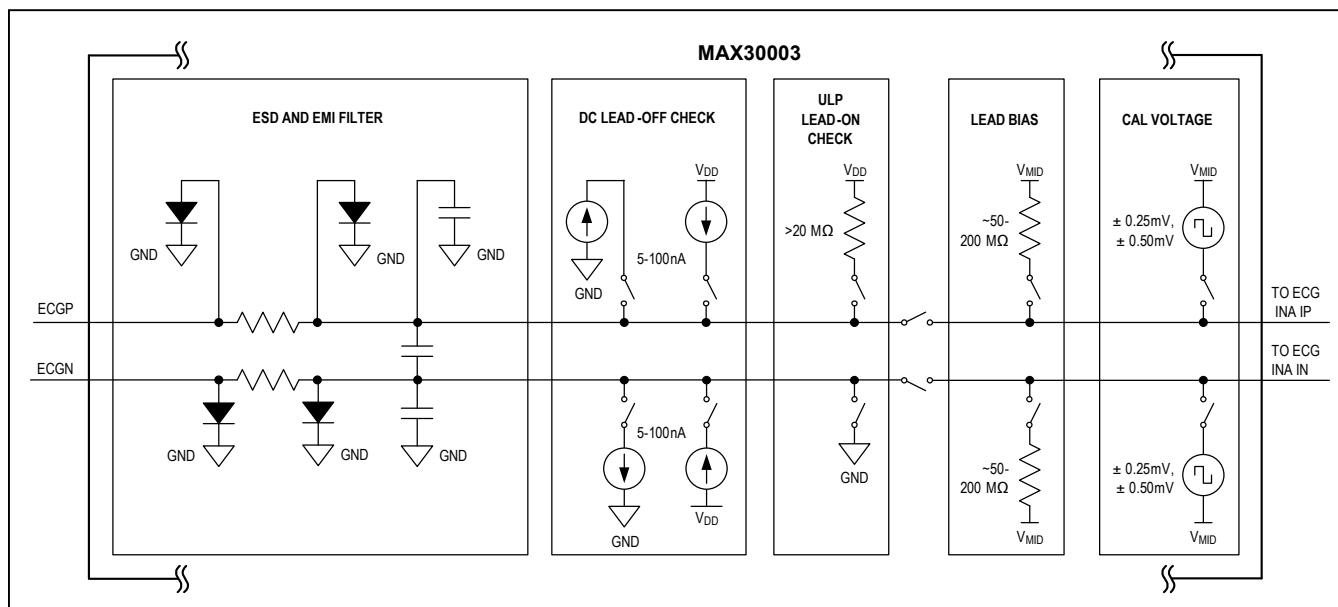 MAX30003
ESD AND EMI FILTER
GND
GND
GND
ECGP
ECGN
GND
GND
GND
DC LEAD-OFF CHECK
VDD
5-100nA
GND
5-100nA
GND
VDD
ULP
LEAD-ON
CHECK
VDD
>20 MΩ
GND
LEAD BIAS
VMID
~50-
200 MΩ
~50-
200 MΩ
VMID
CAL VOLTAGE
VMID
± 0.25mV,
± 0.50mV
± 0.25mV,
± 0.50mV
VMID
TO ECG
INA IP
TO ECG
INA IN